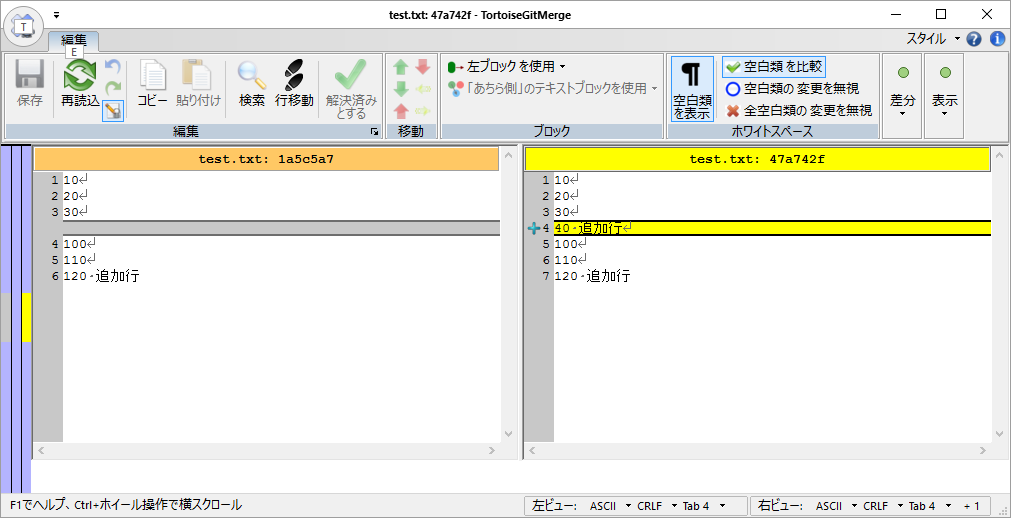 test.txt: 47a742f - TortoiseGitMerge
T
編集
E
スタイル
保存
再読込
コピー
貼り付け
検索
行移動
解決済み
とする
左ブロックを使用
「あちら側」のテキストブロックを使用
空白類
を表示
空白類を比較
空白類の変更を無視
全空白類の変更を無視
差分
表示
編集
移動
ブロック
ホワイトスペース
test.txt: 1a5c5a7
1 10↵
2 20↵
3 30↵
4 100↵
5 110↵
6 120·追加行
test.txt: 47a742f
1 10↵
2 20↵
3 30↵
4 40·追加行↵
5 100↵
6 110↵
7 120·追加行
F1でヘルプ、Ctrl+ホイール操作で横スクロール
左ビュー: ASCII CRLF Tab 4
右ビュー: ASCII CRLF Tab 4 + 1